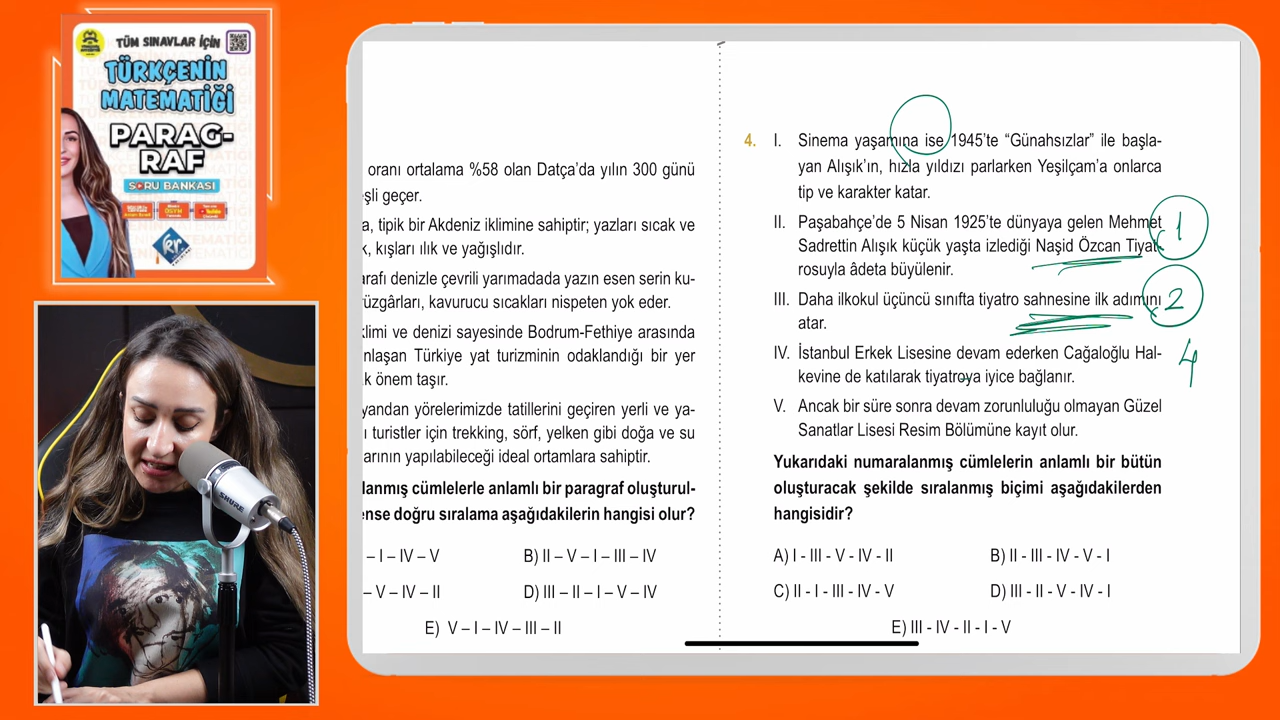 TÜM SINAVLAR İÇİN
TÜRKÇENİN
MATEMATİĞİ
PARAG-
RAF
SORU BANKASI
SHURE
oranı ortalama %58 olan Datça’da yılın 300 günü
şli geçer.
a, tipik bir Akdeniz iklimine sahiptir; yazları sıcak ve
k, kışları ılık ve yağışlıdır.
arafı denizle çevrili yarımadada yazın esen serin ku-
rüzgârları, kavurucu sıcakları nispeten yok eder.
klimi ve denizi sayesinde Bodrum-Fethiye arasında
nlaşan Türkiye yat turizminin odaklandığı bir yer
k önem taşır.
yandan yörelerimizde tatillerini geçiren yerli ve ya-
ı turistler için trekking, sörf, yelken gibi doğa ve su
arının yapılabileceği ideal ortamlara sahiptir.
lanmış cümlelerle anlamlı bir paragraf oluşturul-
ense doğru sıralama aşağıdakilerin hangisi olur?
– I – IV – V
B) II – V – I – III – IV
– V – IV – II
D) III – II – I – V – IV
E) V – I – IV – III – II
4. I. Sinema yaşamına ise 1945’te “Günahsızlar” ile başla-
yan Alışık’ın, hızla yıldızı parlarken Yeşilçam’a onlarca
tip ve karakter katar.
II. Paşabahçe’de 5 Nisan 1925’te dünyaya gelen Mehmet
Sadrettin Alışık küçük yaşta izlediği Naşid Özcan Tiyat-
rosuyla âdeta büyülenir.
1
III. Daha ilkokul üçüncü sınıfta tiyatro sahnesine ilk adımını
atar.
2
IV. İstanbul Erkek Lisesine devam ederken Cağaloğlu Hal-
kevine de katılarak tiyatroya iyice bağlanır.
4
V. Ancak bir süre sonra devam zorunluluğu olmayan Güzel
Sanatlar Lisesi Resim Bölümüne kayıt olur.
Yukarıdaki numaralanmış cümlelerin anlamlı bir bütün
oluşturacak şekilde sıralanmış biçimi aşağıdakilerden
hangisidir?
A) I - III - V - IV - II
B) II - III - IV - V - I
C) II - I - III - IV - V
D) III - II - V - IV - I
E) III - IV - II - I - V